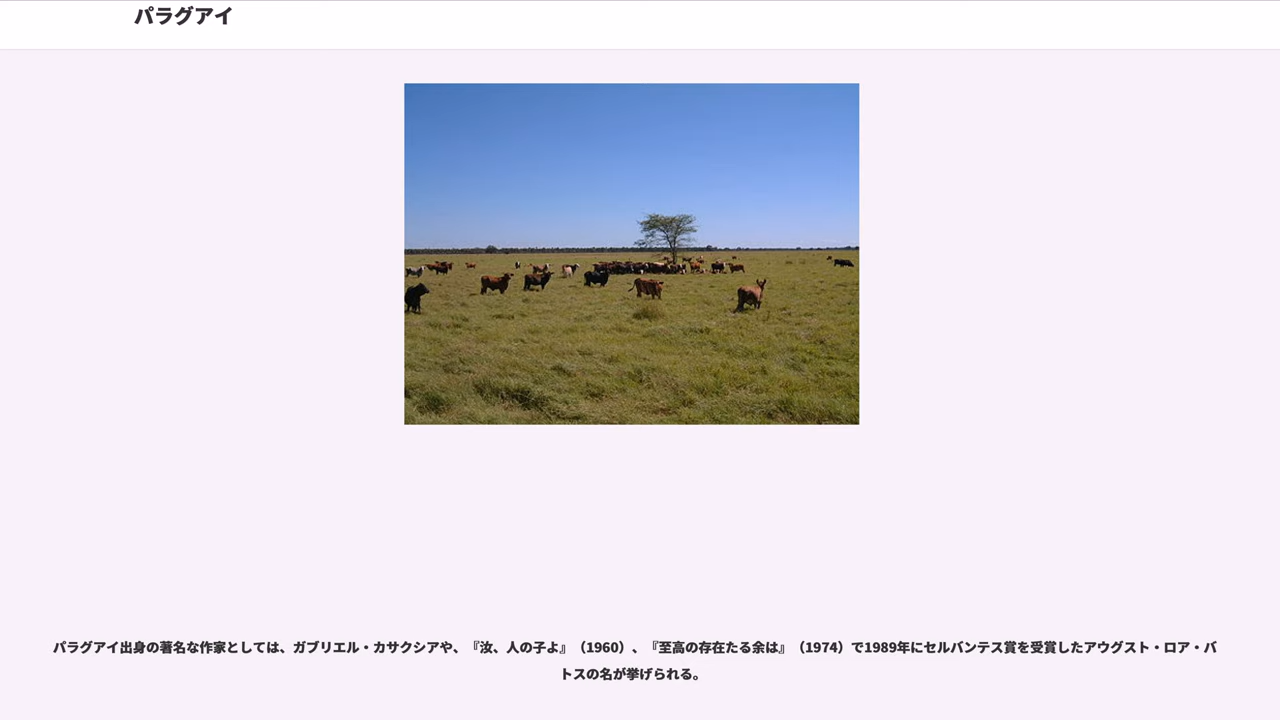 パラグアイ
パラグアイ出身の著名な作家としては、ガブリエル・カサクシアや、『汝、人の子よ』（1960）、『至高の存在たる余は』（1974）で1989年にセルバンテス賞を受賞したアウグスト・ロア・バ
トスの名が挙げられる。